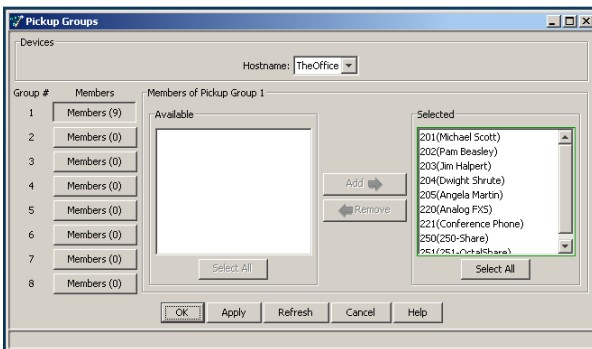 Pickup Groups
Devices
Hostname: TheOffice
Group # Members
1 Members (9)
2 Members (0)
3 Members (0)
4 Members (0)
5 Members (0)
6 Members (0)
7 Members (0)
8 Members (0)
Members of Pickup Group 1
Available
Select All
Add
Remove
Selected
201(Michael Scott)
202(Pam Beasley)
203(Jim Halpert)
204(Dwight Shrute)
205(Angela Martin)
220(Analog FXS)
221(Conference Phone)
250(250-Share)
251(251-OctalShare)
Select All
OK Apply Refresh Cancel Help